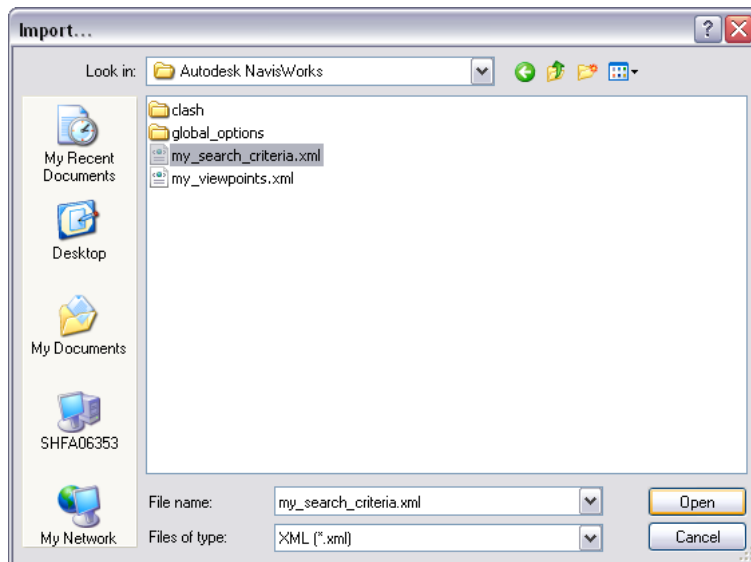 Import...
Look in: Autodesk NavisWorks
clash
global_options
my_search_criteria.xml
my_viewpoints.xml
My Recent
Documents
Desktop
My Documents
SHFA06353
My Network
File name: my_search_criteria.xml
Open
Files of type: XML (*.xml)
Cancel